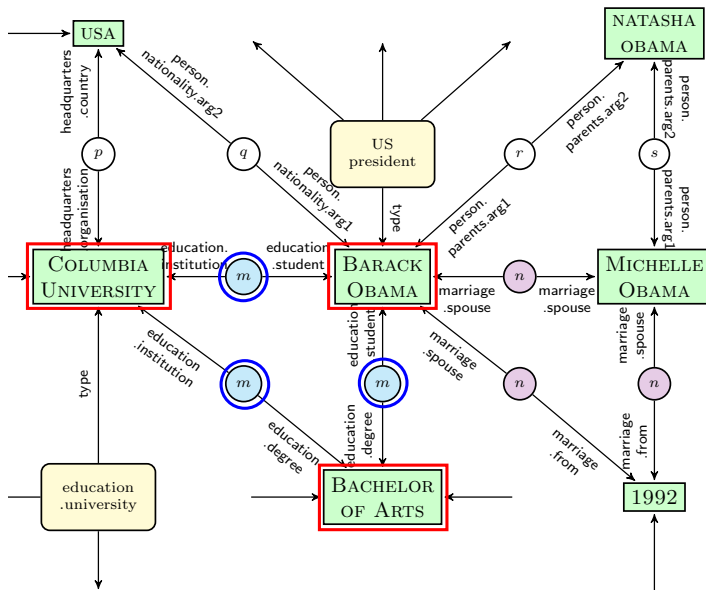 USA
NATASHA
OBAMA
headquarters
.country
person.
nationality.arg2
person.
parents.arg2
person.
parents.arg2
US
president
p
q
r
s
headquarters
organisation
person.
nationality.arg1
type
person.
parents.arg1
person.
parents.arg1
education.
institution
education
.student
COLUMBIA
UNIVERSITY
m
BARACK
OBAMA
n
MICHELLE
OBAMA
marriage
.spouse
marriage
.spouse
education
.institution
education
student
marriage
.spouse
marriage
.spouse
type
m
m
n
n
education
.degree
education
.degree
marriage
.from
marriage
.from
education
.university
BACHELOR
OF ARTS
1992